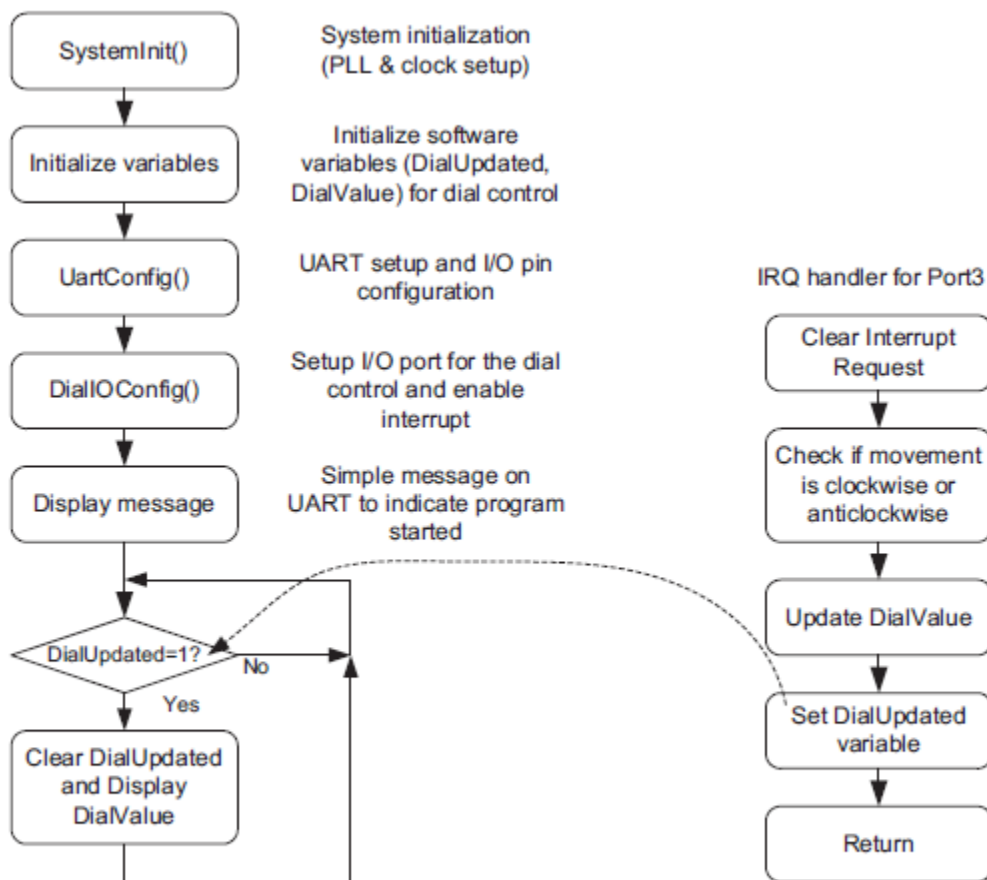 SystemInit()
System initialization
(PLL & clock setup)
Initialize variables
Initialize software
variables (DialUpdated,
DialValue) for dial control
UartConfig()
UART setup and I/O pin
configuration
DialIOConfig()
Setup I/O port for the dial
control and enable
interrupt
Display message
Simple message on
UART to indicate program
started
DialUpdated=1?
No
Yes
Clear DialUpdated
and Display
DialValue
IRQ handler for Port3
Clear Interrupt
Request
Check if movement
is clockwise or
anticlockwise
Update DialValue
Set DialUpdated
variable
Return